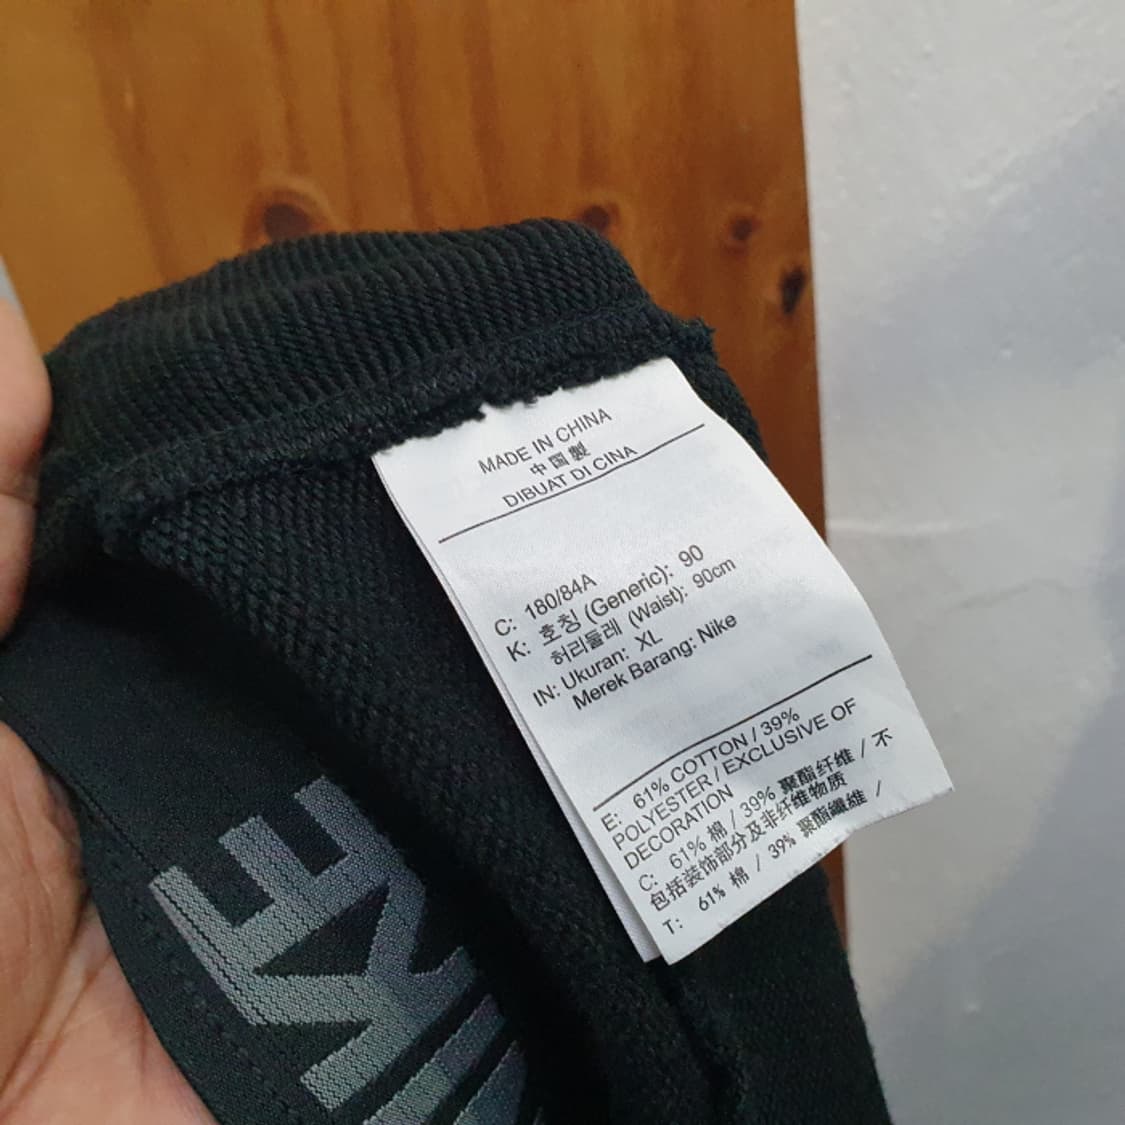 MADE IN CHINA
中国製
DIBUAT DI CINA
C: 180/84A
K: 호칭 (Generic): 90
허리둘레 (Waist): 90cm
IN: Ukuran: XL
Merek Barang: Nike
E: 61% COTTON / 39%
POLYESTER / EXCLUSIVE OF
DECORATION
C: 61% 棉 / 39% 聚酯纤维 / 不
包括装饰部分及非纤维物质
T: 61% 棉 / 39% 聚酯纖維 /
NIKE